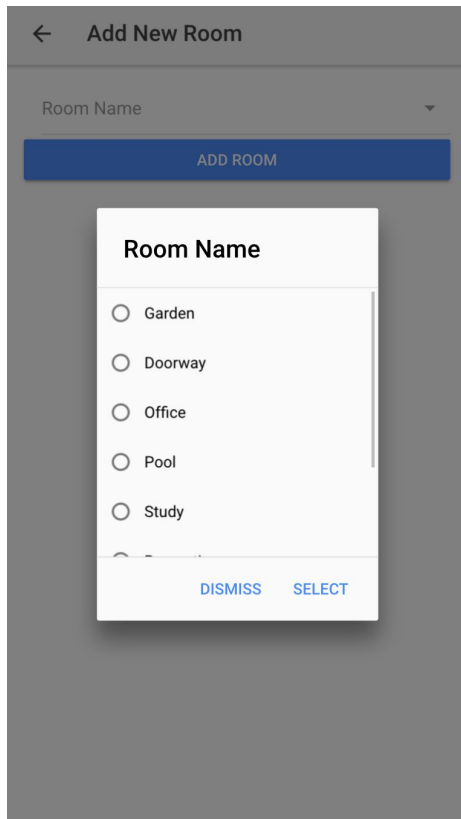 Add New Room
Room Name
ADD ROOM
Room Name
Garden
Doorway
Office
Pool
Study
DISMISS
SELECT